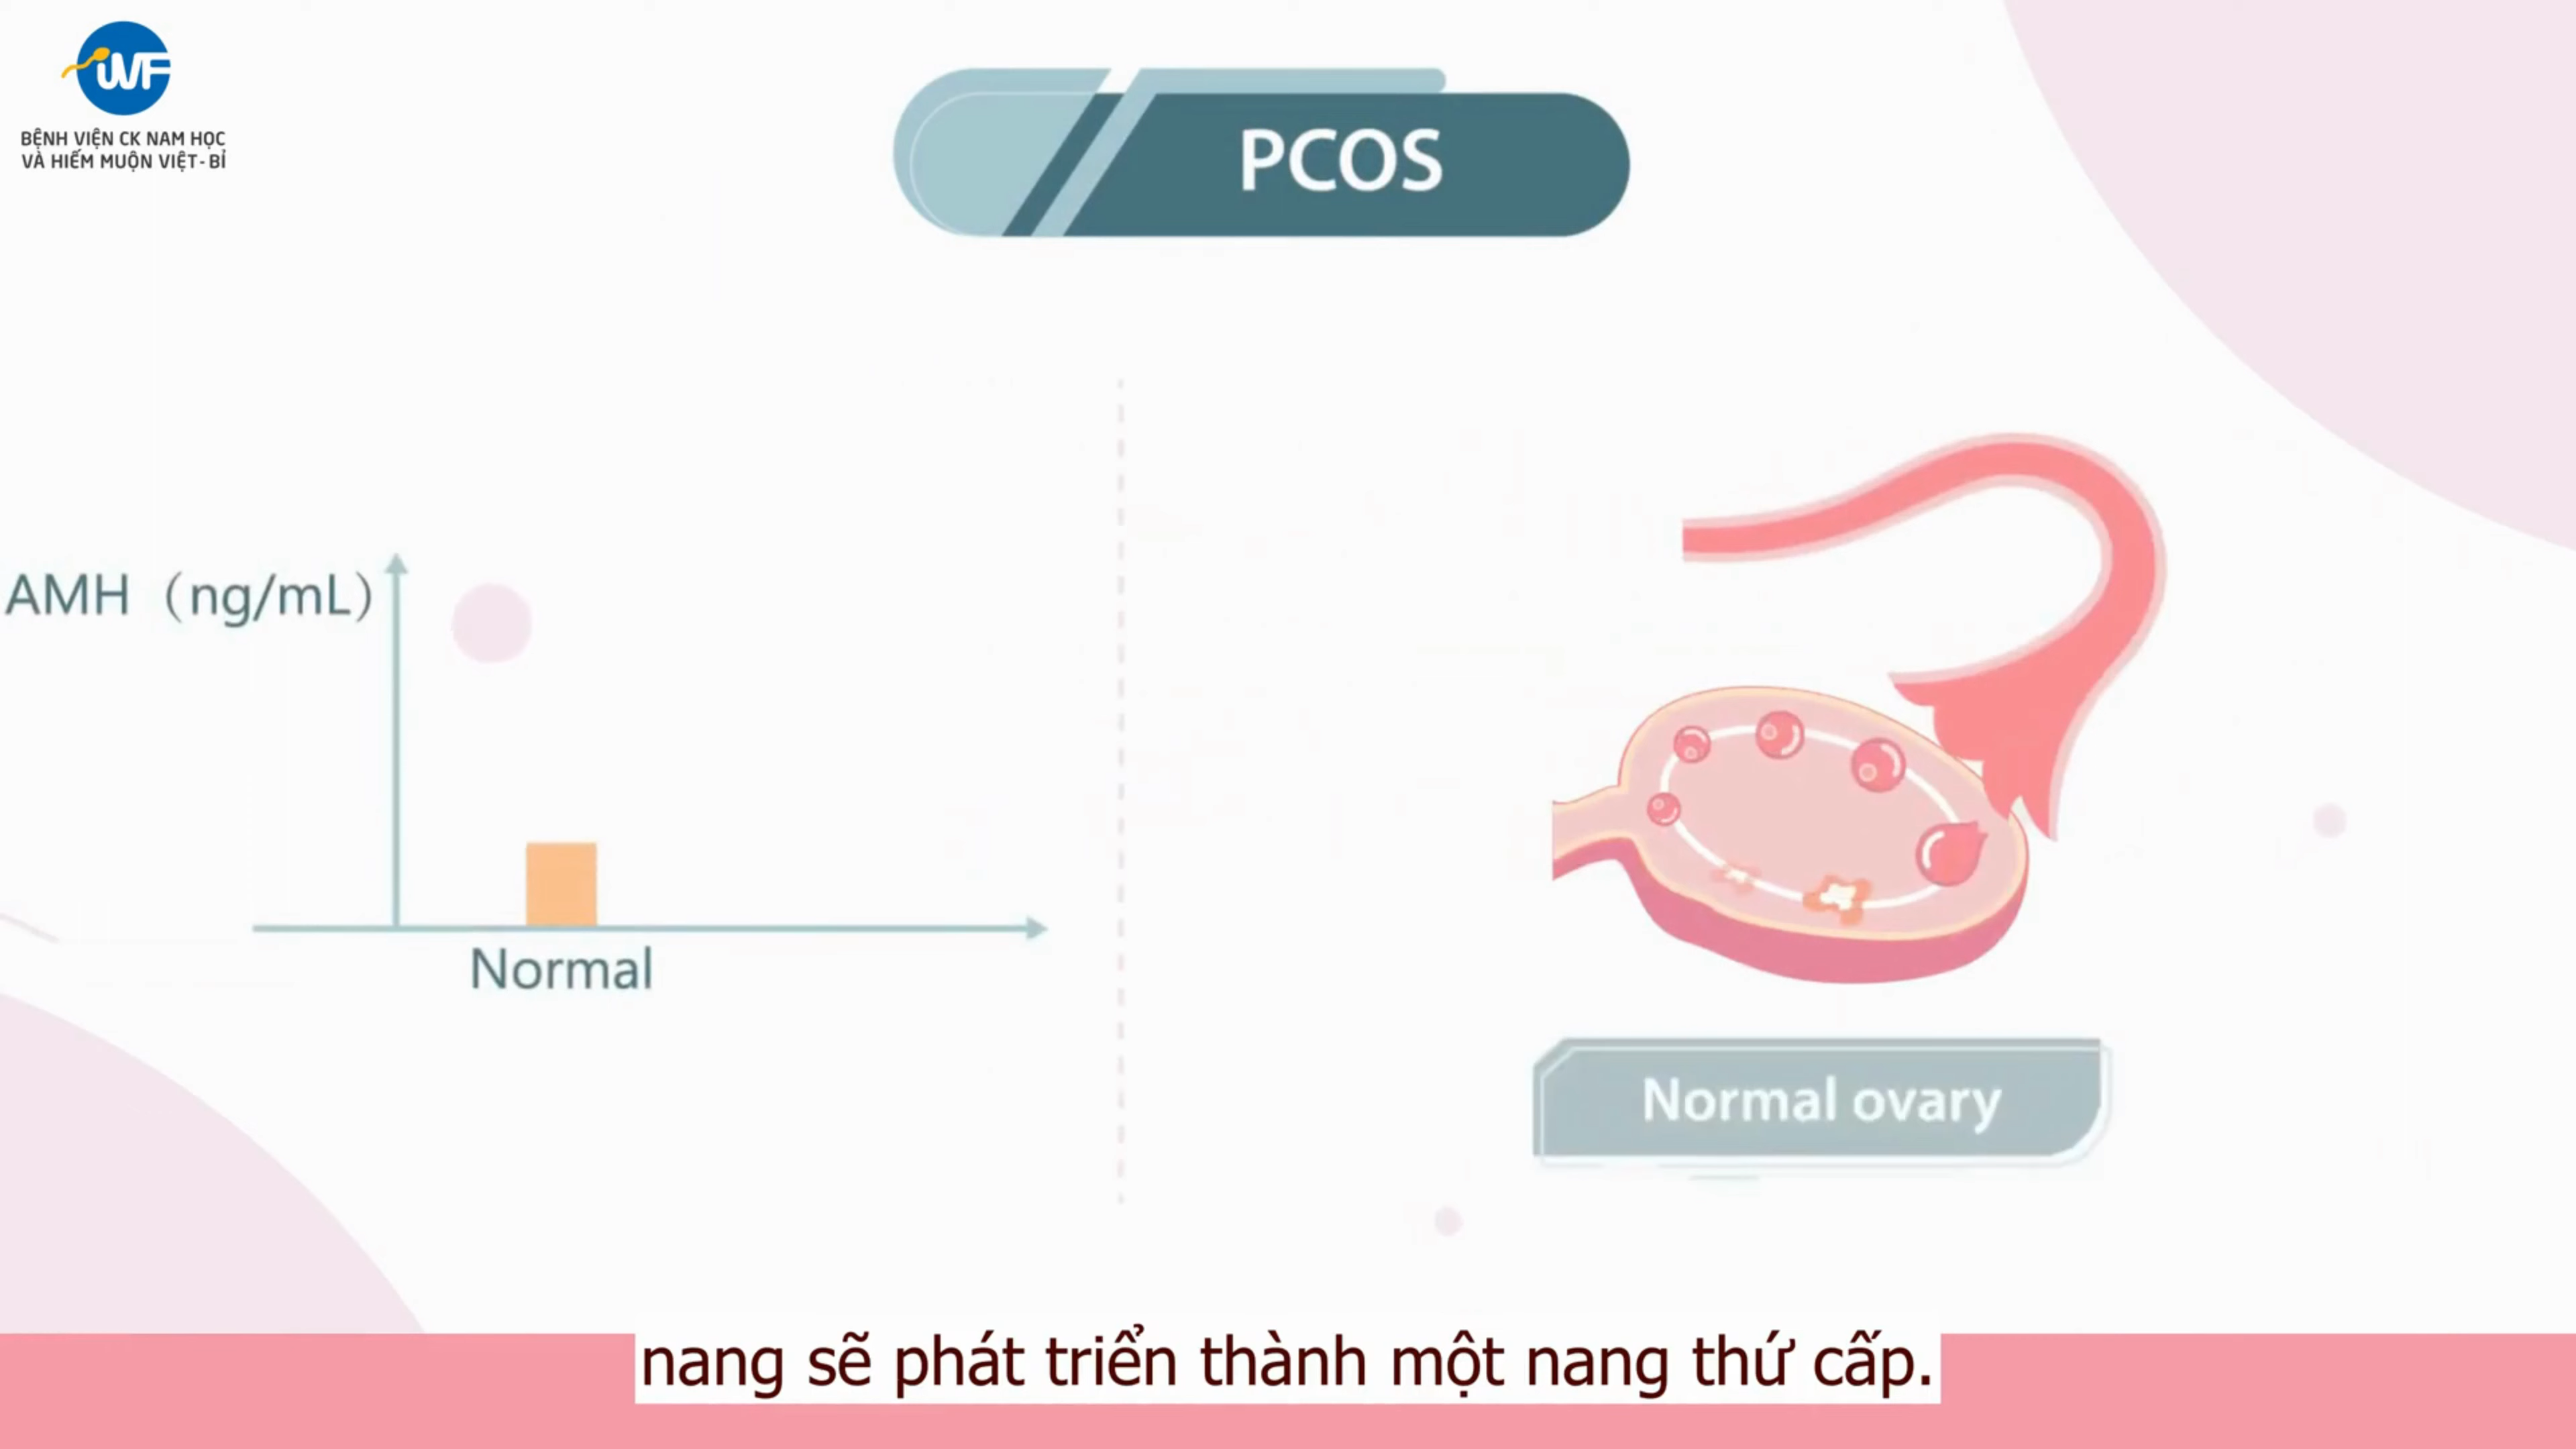 iVF
BỆNH VIỆN CK NAM HỌC
VÀ HIẾM MUỘN VIỆT-BỈ
PCOS
AMH (ng/mL)
Normal
Normal ovary
nang sẽ phát triển thành một nang thứ cấp.